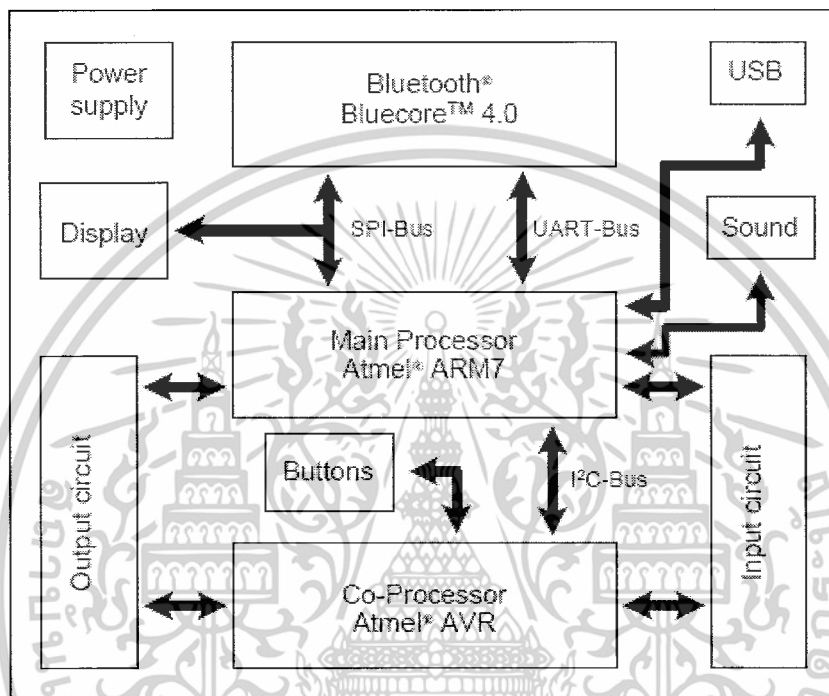 Power
supply
Bluetooth®
Bluecore™ 4.0
USB
Display
SPI-Bus
UART-Bus
Sound
Main Processor
Atmel® ARM7
Output circuit
Buttons
I²C-Bus
Input circuit
Co-Processor
Atmel® AVR